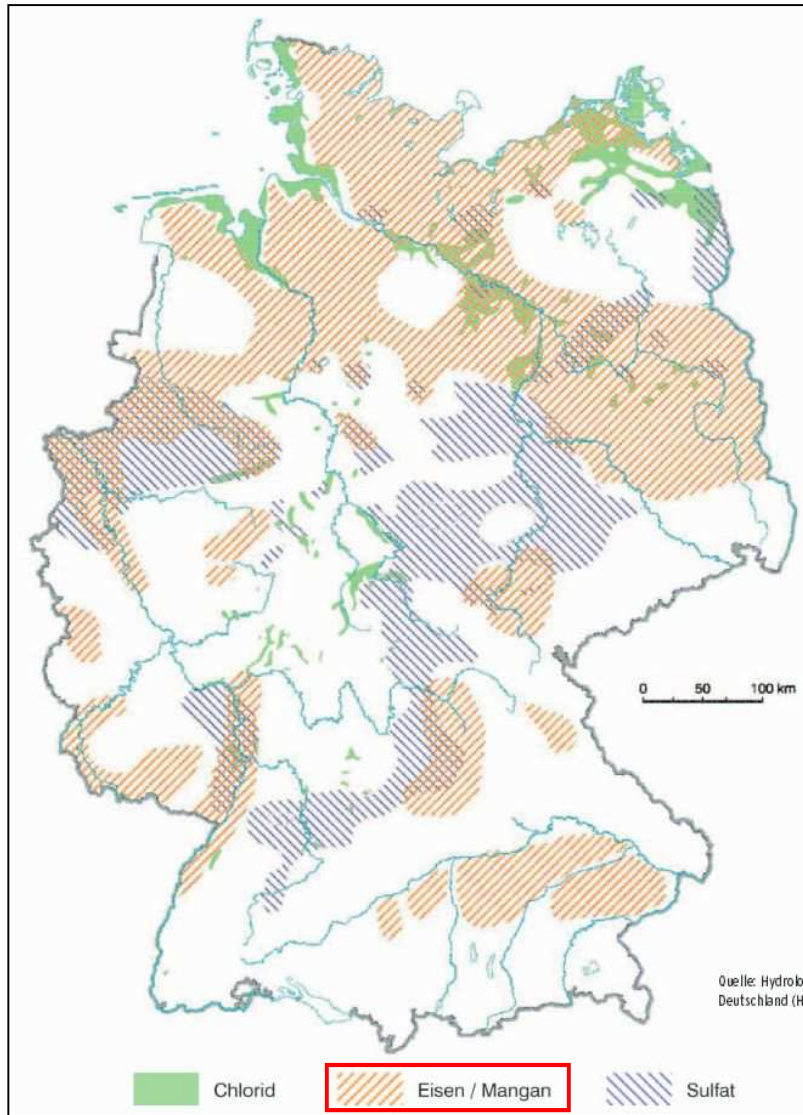 0 50 100 km
Quelle: Hydrolo
Deutschland (H
Chlorid Eisen / Mangan Sulfat